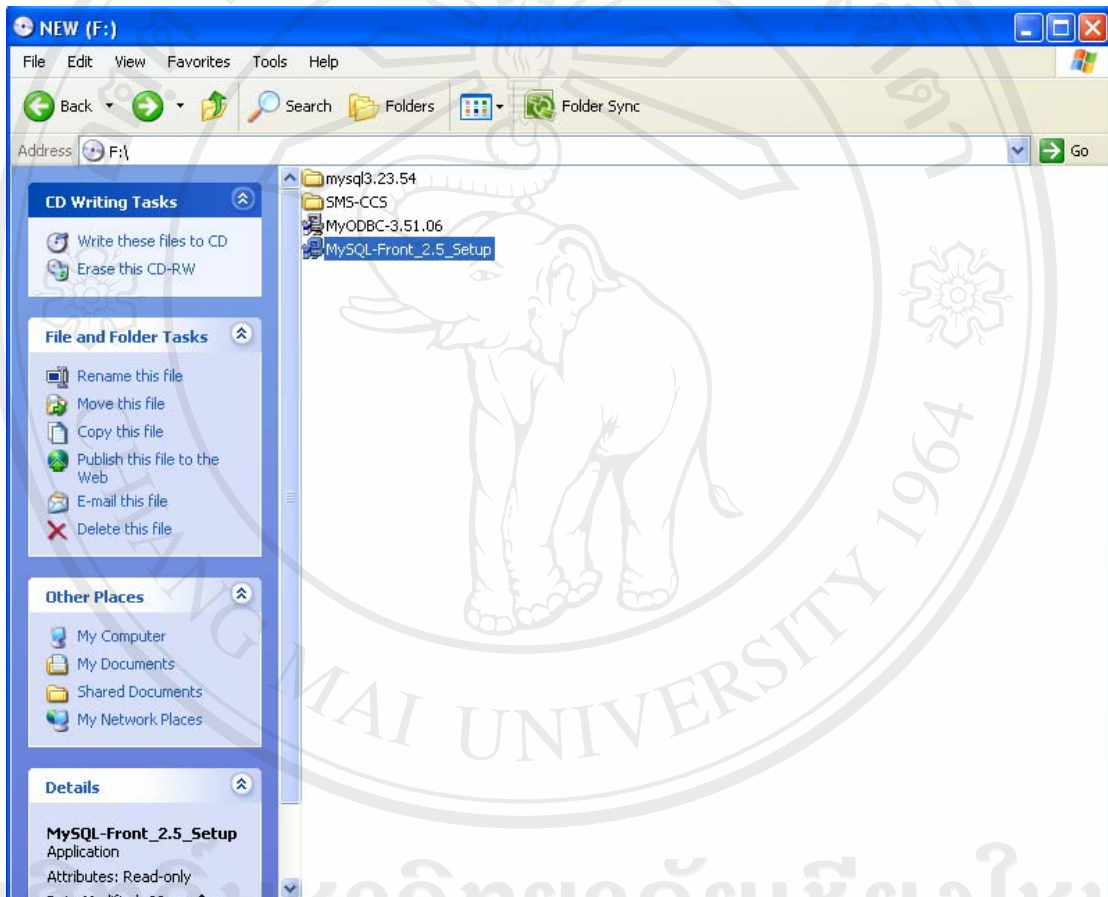 NEW (F:)
File Edit View Favorites Tools Help
Back Search Folders Folder Sync
Address F:\ Go
CD Writing Tasks
Write these files to CD
Erase this CD-RW
File and Folder Tasks
Rename this file
Move this file
Copy this file
Publish this file to the
Web
E-mail this file
Delete this file
Other Places
My Computer
My Documents
Shared Documents
My Network Places
Details
MySQL-Front_2.5_Setup
Application
Attributes: Read-only
mysql3.23.54
SMS-CCS
MyODBC-3.51.06
MySQL-Front_2.5_Setup
CHIANG MAI UNIVERSITY 1964